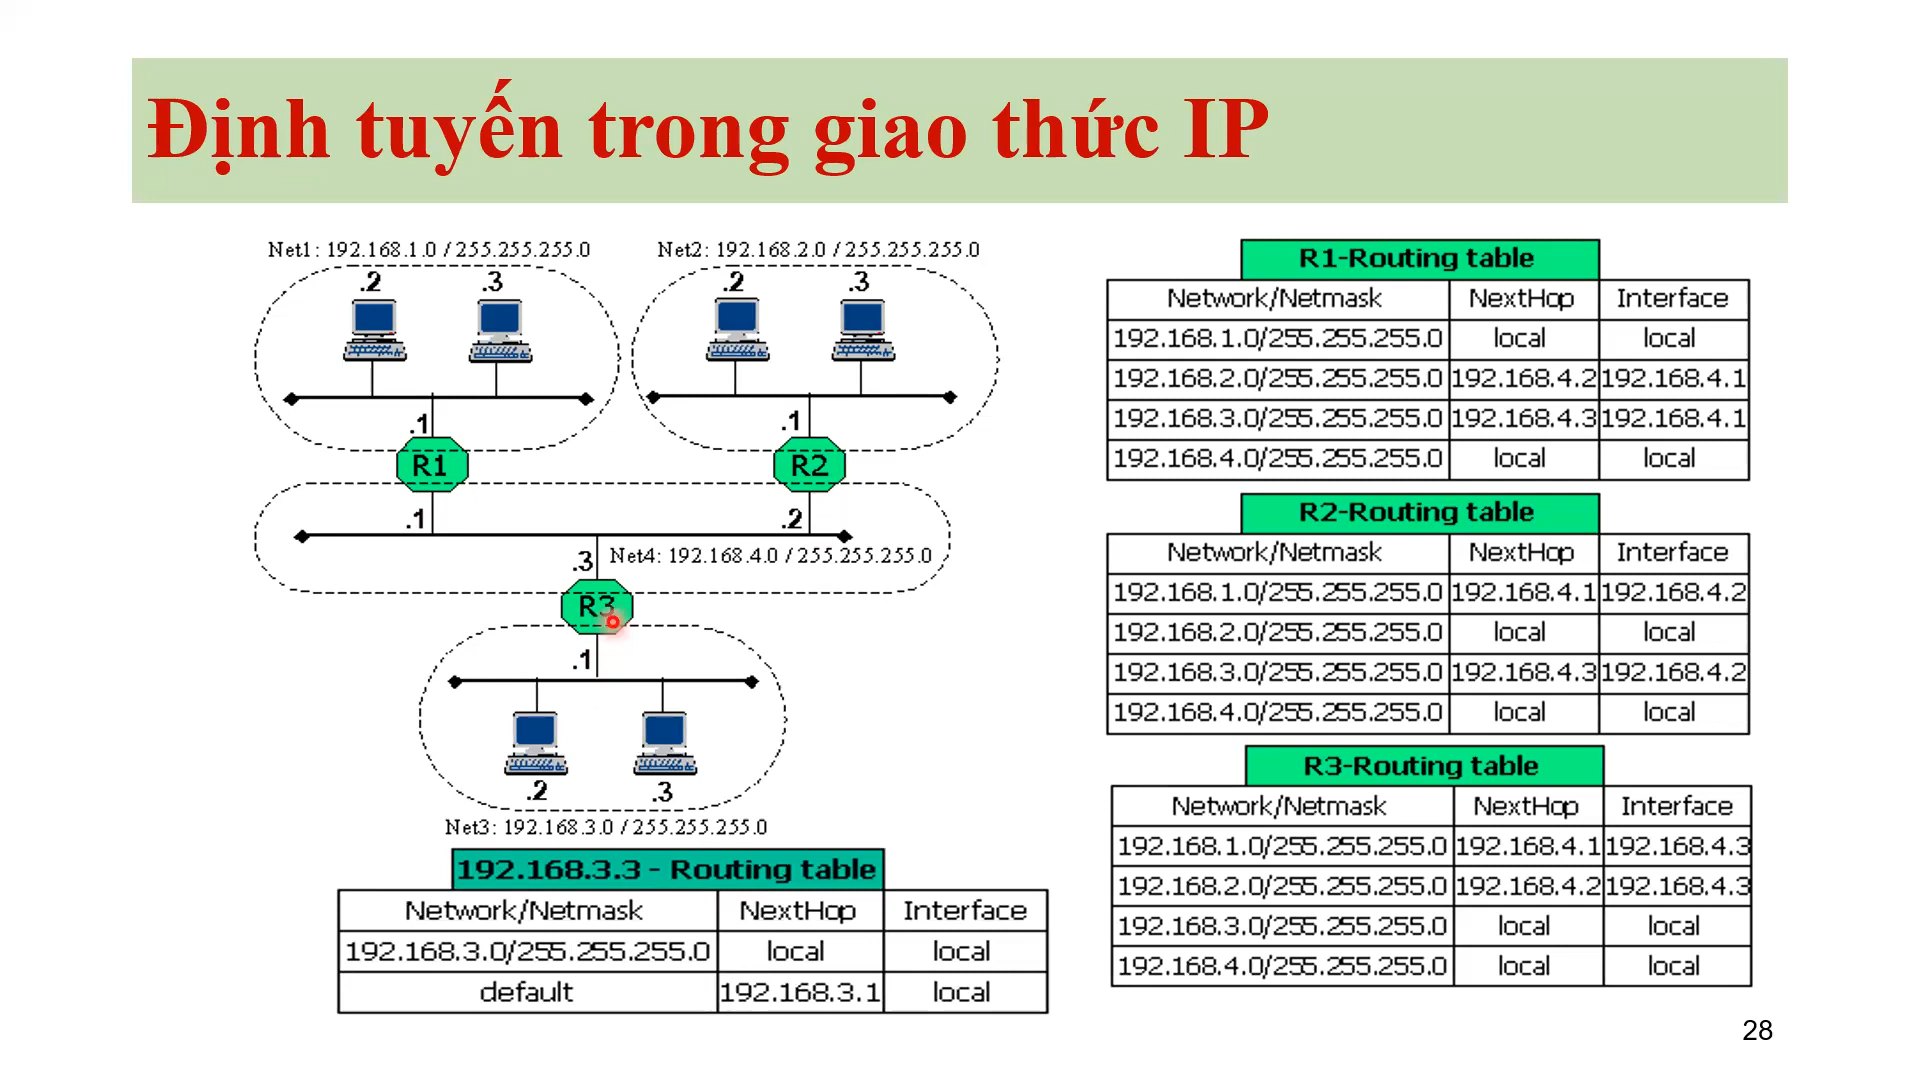 Định tuyến trong giao thức IP
Net1: 192.168.1.0 / 255.255.255.0
Net2: 192.168.2.0 / 255.255.255.0
.2
.3
.2
.3
.1
.1
R1
R2
.1
.2
.3
Net4: 192.168.4.0 / 255.255.255.0
R3
.1
.2
.3
Net3: 192.168.3.0 / 255.255.255.0
192.168.3.3 - Routing table
Network/Netmask NextHop Interface
192.168.3.0/255.255.255.0 local local
default 192.168.3.1 local
R1-Routing table
Network/Netmask NextHop Interface
192.168.1.0/255.255.255.0 local local
192.168.2.0/255.255.255.0 192.168.4.2 192.168.4.1
192.168.3.0/255.255.255.0 192.168.4.3 192.168.4.1
192.168.4.0/255.255.255.0 local local
R2-Routing table
Network/Netmask NextHop Interface
192.168.1.0/255.255.255.0 192.168.4.1 192.168.4.2
192.168.2.0/255.255.255.0 local local
192.168.3.0/255.255.255.0 192.168.4.3 192.168.4.2
192.168.4.0/255.255.255.0 local local
R3-Routing table
Network/Netmask NextHop Interface
192.168.1.0/255.255.255.0 192.168.4.1 192.168.4.3
192.168.2.0/255.255.255.0 192.168.4.2 192.168.4.3
192.168.3.0/255.255.255.0 local local
192.168.4.0/255.255.255.0 local local
28